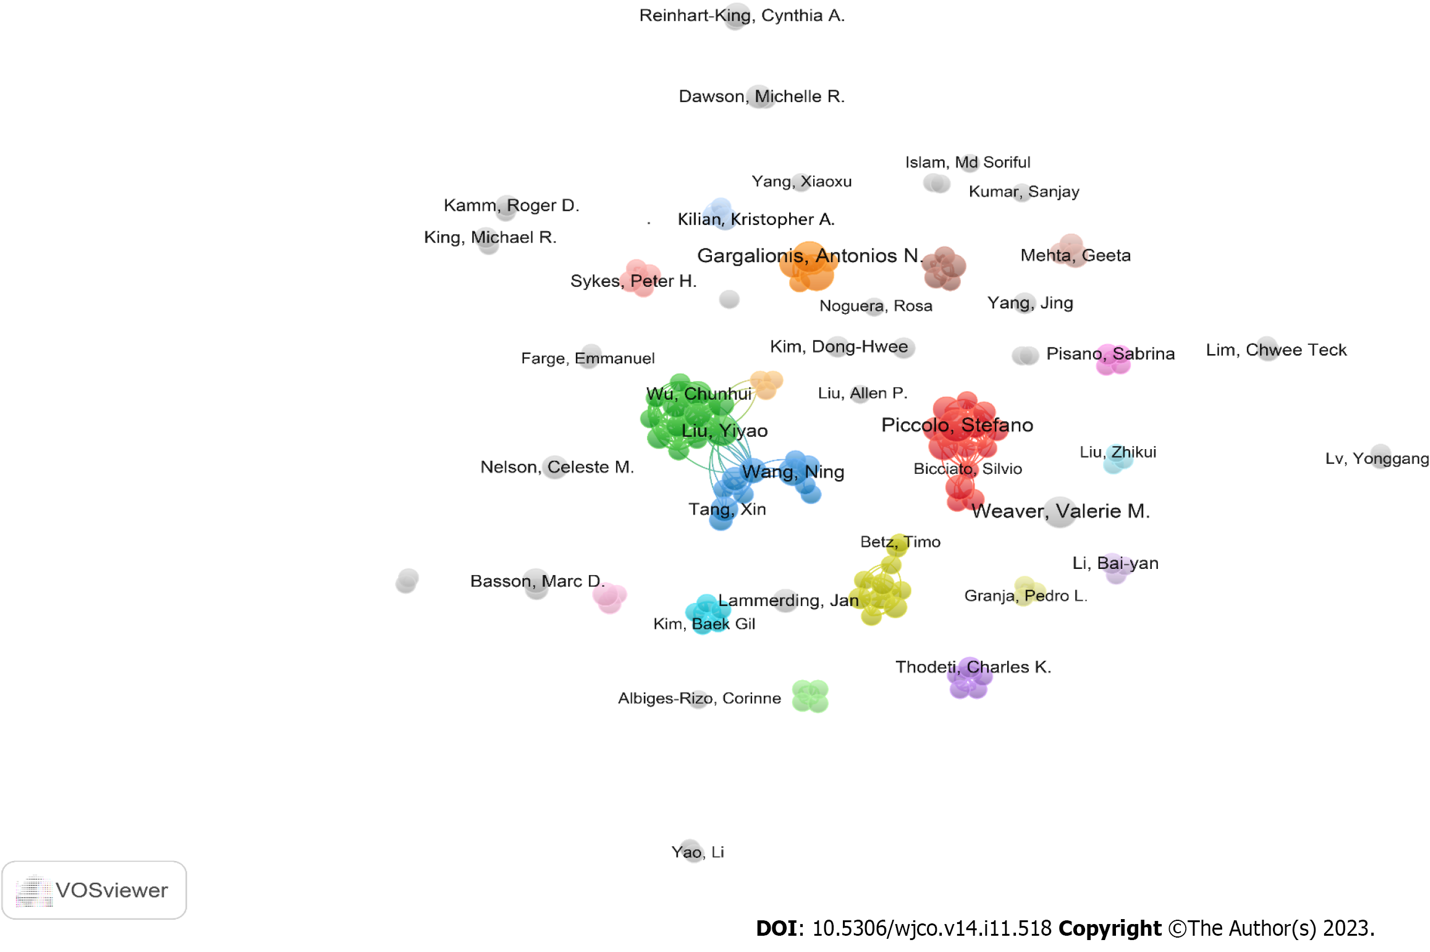 Reinhart-King, Cynthia A.
Dawson, Michelle R.
Islam, Md Soriful
Yang, Xiaoxu
Kumar, Sanjay
Kamm, Roger D.
Kilian, Kristopher A.
King, Michael R.
Gargalionis, Antonios N.
Mehta, Geeta
Sykes, Peter H.
Noguera, Rosa
Yang, Jing
Kim, Dong-Hwee
Lim, Chwee Teck
Pisano, Sabrina
Farge, Emmanuel
Wu, Chunhui
Liu, Allen P.
Piccolo, Stefano
Liu, Yiyao
Liu, Zhikui
Lv, Yonggang
Nelson, Celeste M.
Bicciato, Silvio
Wang, Ning
Tang, Xin
Weaver, Valerie M.
Betz, Timo
Li, Bai-yan
Basson, Marc D.
Granja, Pedro L.
Lammerding, Jan
Kim, Baek Gil
Thodeti, Charles K.
Albiges-Rizo, Corinne
Yao, Li
VOSviewer
DOI: 10.5306/wjco.v14.i11.518 Copyright ©The Author(s) 2023.